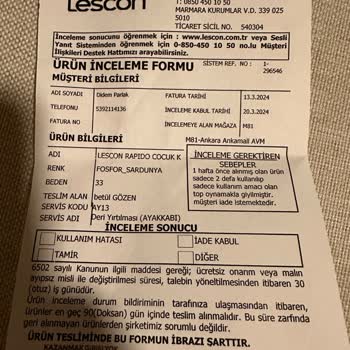 Lescon
T: 0850 450 10 50
MARMARA KURUMLAR V.D. 339 025
5010
TİCARET SİCİL NO. 540304
İnceleme sonucunu öğrenmek için : www.lescon.com.tr veya Sesli
Yanıt Sisteminden öğrenmek için 0-850-450 10 50 no.lu Müşteri
İlişkileri Destek Hattımızı arayabilirsiniz.
ÜRÜN İNCELEME FORMU SİSTEM REF. NO : 1-
296546
MÜŞTERİ BİLGİLERİ
ADI SOYADI Didem Parlak FATURA TARİHİ 13.3.2024
TELEFONU 5392114136 İNCELEME KABUL TARİHİ 20.3.2024
FATURA NO İNCELEMEYE ALAN MAĞAZA M81
ÜRÜN BİLGİLERİ M81-Ankara Ankamall AVM
ADI LESCON RAPIDO COCUK K
RENK FOSFOR_SARDUNYA
BEDEN 33
TESLİM ALAN betül GÖZEN
SERVİS KODU AY13
SERVİS ADI Deri Yırtılması (AYAKKABI)
İNCELEME GEREKTİREN
SEBEPLER
1 hafta önce alınmış olan ürün
sadece 2 defa kullanılıp
sadece kullanım amacı olan
top oynamakla giyilmiştir.
müşteri iade istemektedir.
İNCELEME SONUCU
KULLANIM HATASI İADE KABUL
TAMİR DİĞER
6502 sayılı Kanunun ilgili maddesi gereği; ücretsiz onarım veya malın
ayıpsız misli ile değiştirilmesi süresi, talebin yöneltilmesinden itibaren 30
(otuz) iş günüdür.
Ürün inceleme durum bildiriminin tarafınıza ulaşmasından itibaren,
ürünler en geç 90(Doksan) gün içinde teslim alınmalıdır. Bu süre zarfında
geri alınmayan ürünlerden şirketimiz sorumlu değildir.
ÜRÜN TESLİMİNDE BU FORMUN İBRAZI ŞARTTIR.